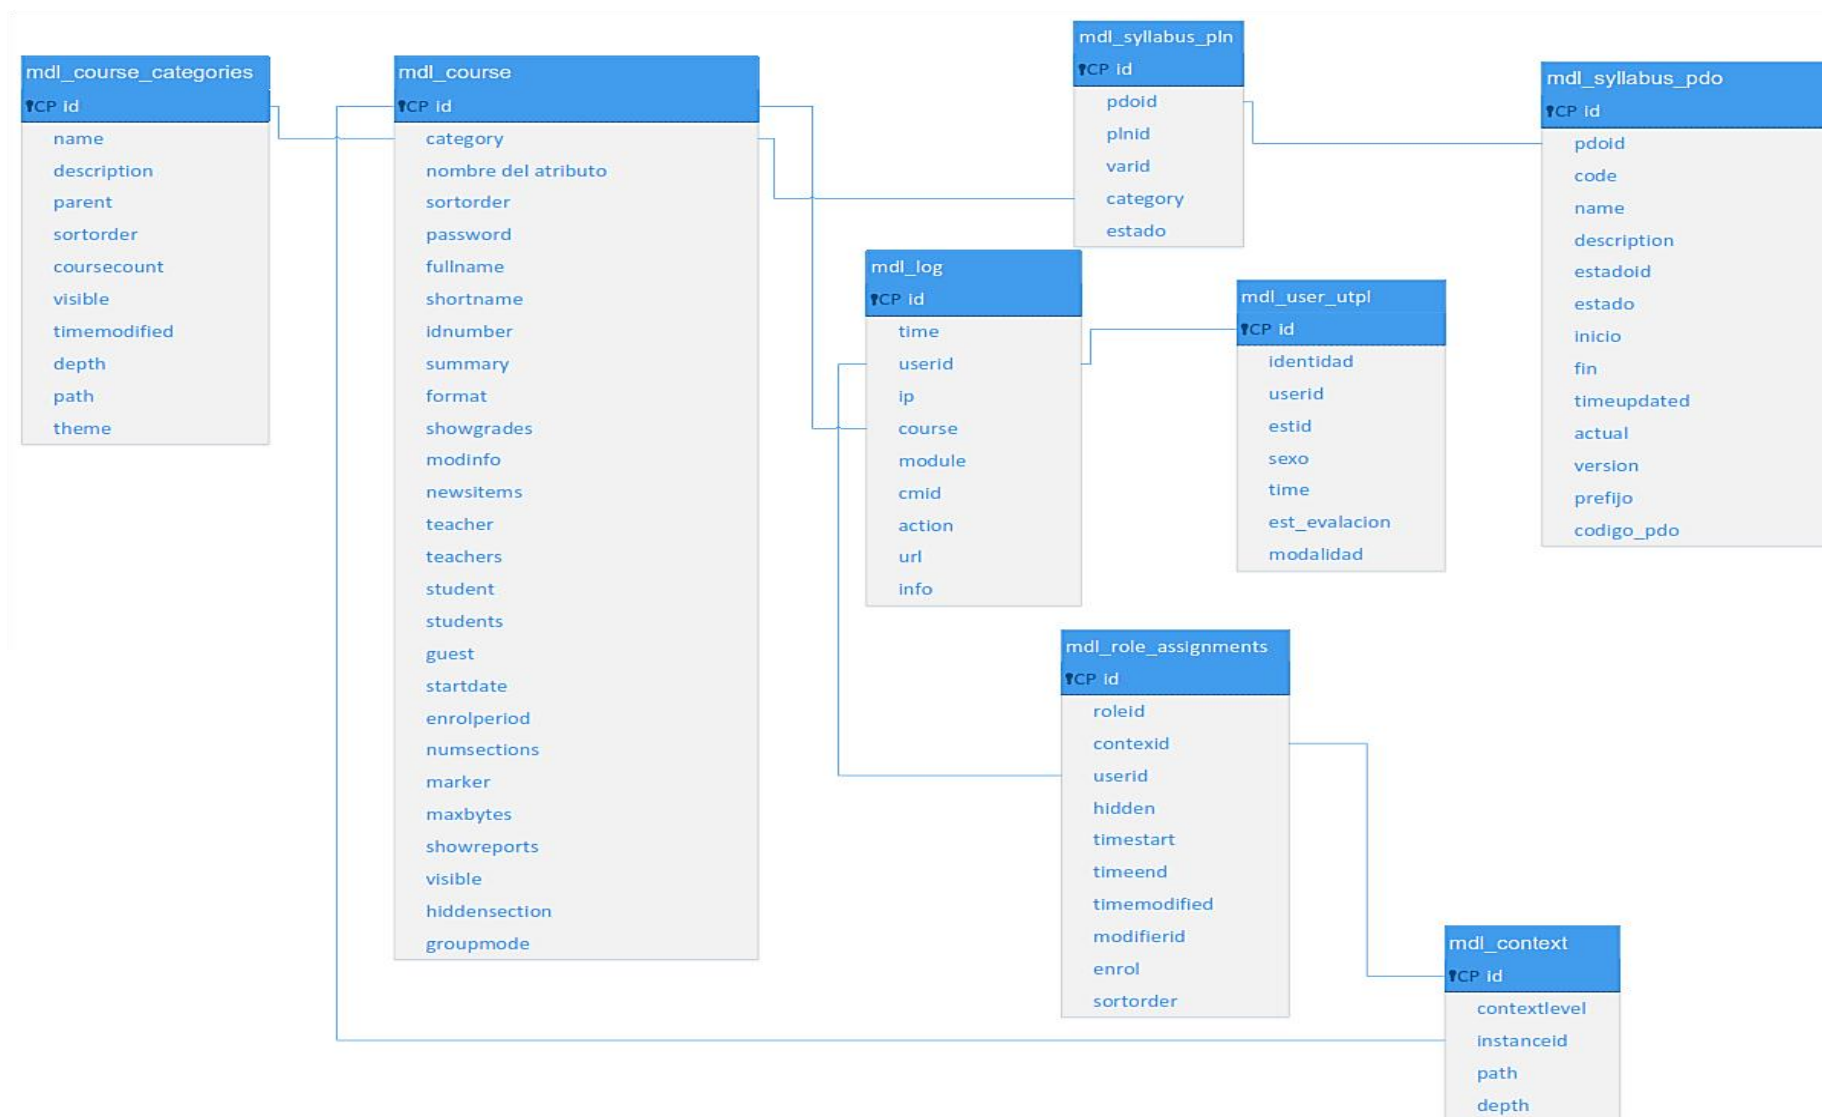 mdl_course_categories
CP id
name
description
parent
sortorder
coursecount
visible
timemodified
depth
path
theme
mdl_course
CP id
category
nombre del atributo
sortorder
password
fullname
shortname
idnumber
summary
format
showgrades
modinfo
newsitems
teacher
teachers
student
students
guest
startdate
enrolperiod
numsections
marker
maxbytes
showreports
visible
hiddensection
groupmode
mdl_syllabus_pln
CP id
pdoid
plnid
varid
category
estado
mdl_log
CP id
time
userid
ip
course
module
cmid
action
url
info
mdl_user_utpl
CP id
identidad
userid
estid
sexo
time
est_evalacion
modalidad
mdl_syllabus_pdo
CP id
pdoid
code
name
description
estadoid
estado
inicio
fin
timeupdated
actual
version
prefijo
codigo_pdo
mdl_role_assignments
CP id
roleid
contexid
userid
hidden
timestart
timeend
timemodified
modifierid
enrol
sortorder
mdl_context
CP id
contextlevel
instanceid
path
depth